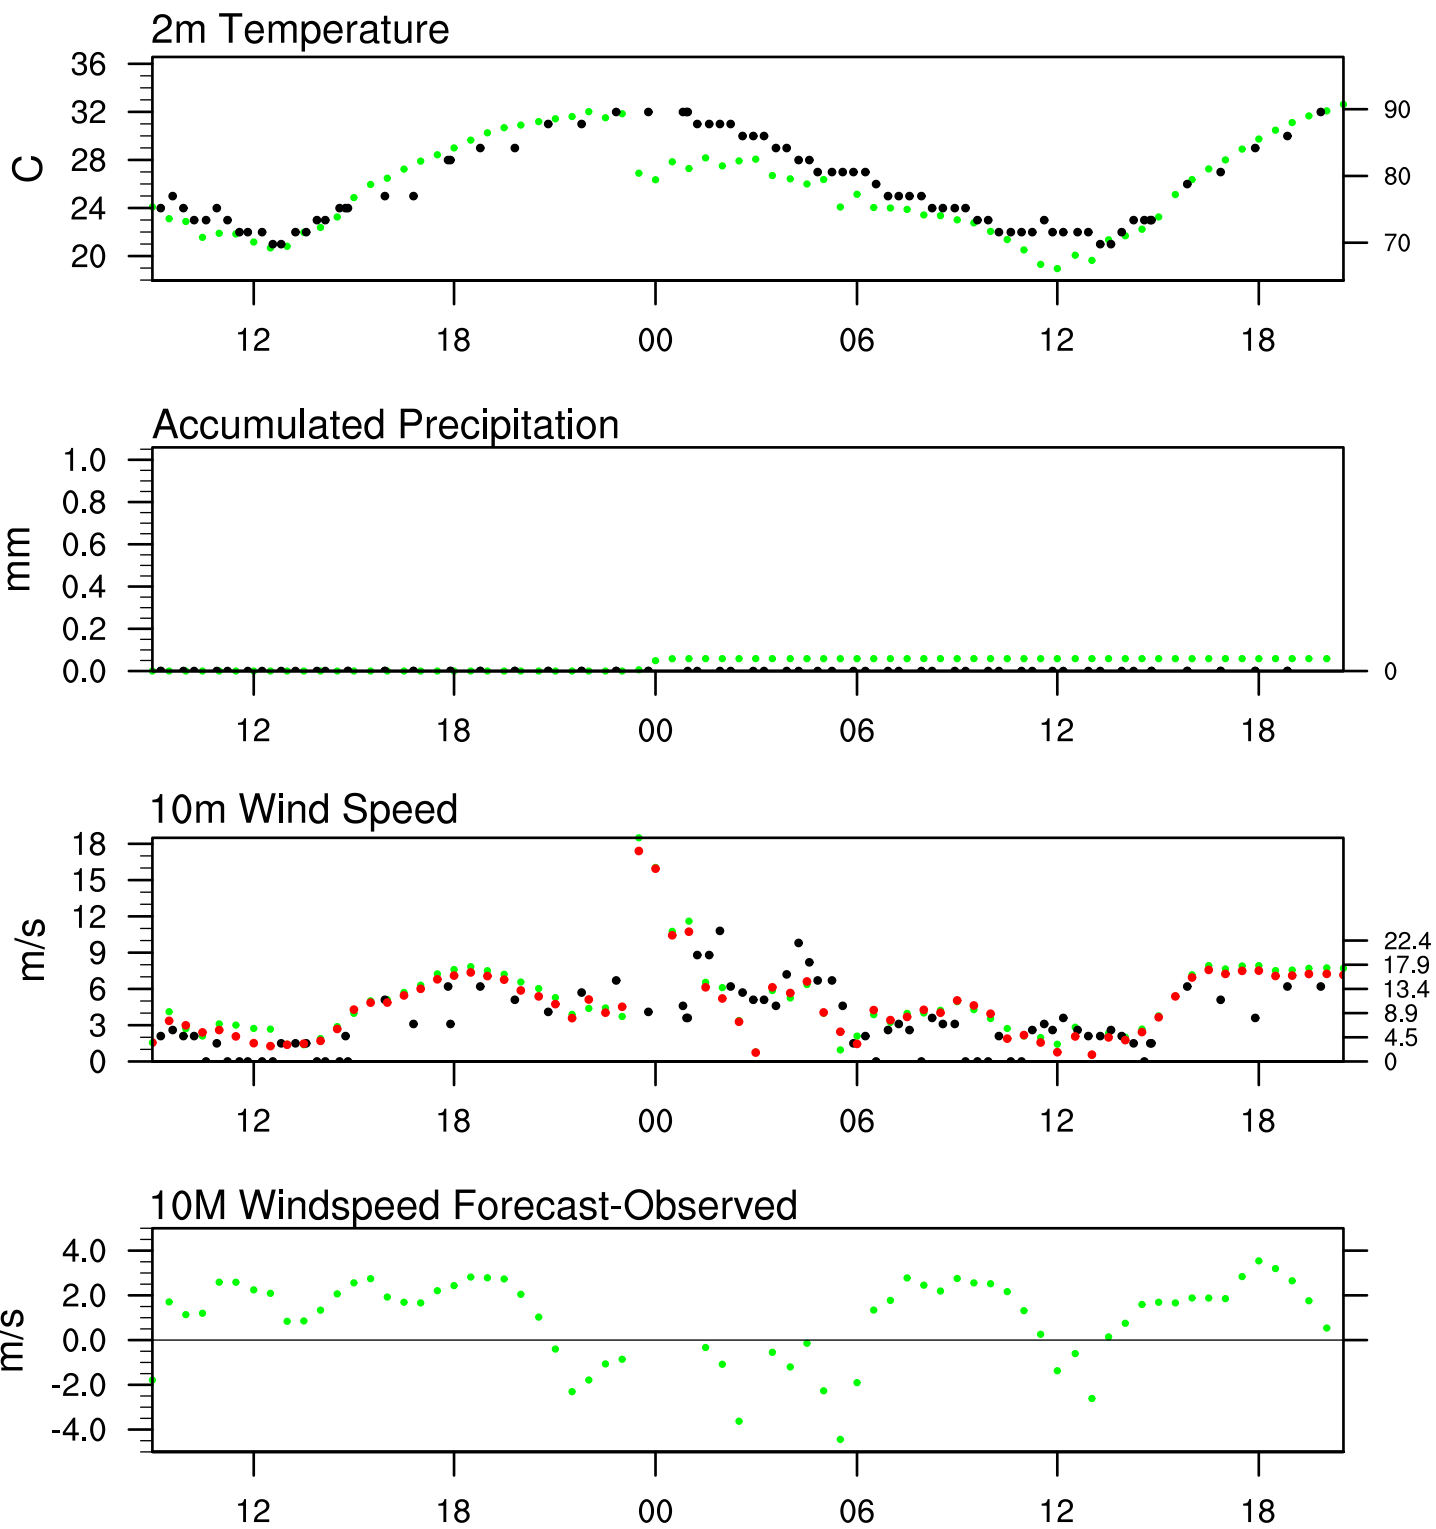 2m Temperature
36
32
28
24
20
C
90
80
70
12 18 00 06 12 18
Accumulated Precipitation
1.0
0.8
0.6
0.4
0.2
0.0
mm
0
12 18 00 06 12 18
10m Wind Speed
18
15
12
9
6
3
0
m/s
22.4
17.9
13.4
8.9
4.5
0
12 18 00 06 12 18
10M Windspeed Forecast-Observed
4.0
2.0
0.0
-2.0
-4.0
m/s
12 18 00 06 12 18